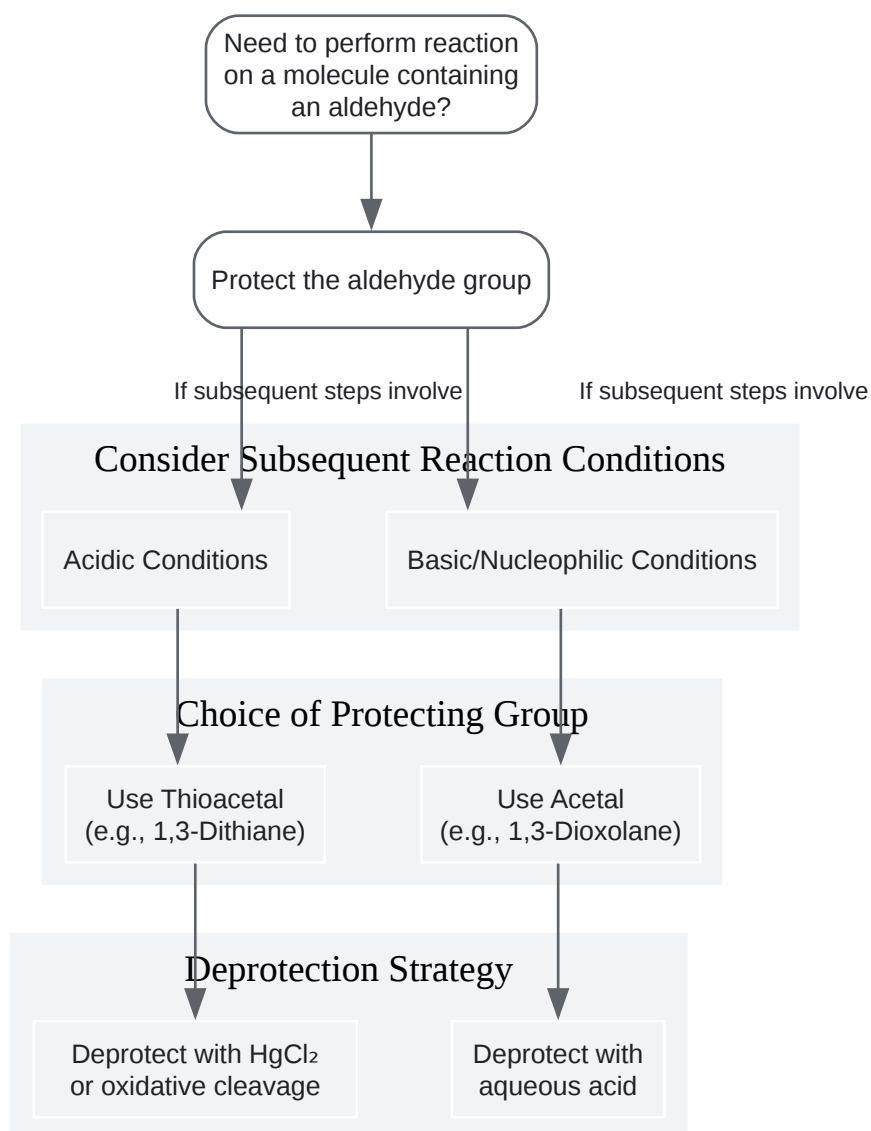 Need to perform reaction
on a molecule containing
an aldehyde?
Protect the aldehyde group
If subsequent steps involve
If subsequent steps involve
Consider Subsequent Reaction Conditions
Acidic Conditions
Basic/Nucleophilic Conditions
Choice of Protecting Group
Use Thioacetal
(e.g., 1,3-Dithiane)
Use Acetal
(e.g., 1,3-Dioxolane)
Deprotection Strategy
Deprotect with HgCl₂
or oxidative cleavage
Deprotect with
aqueous acid